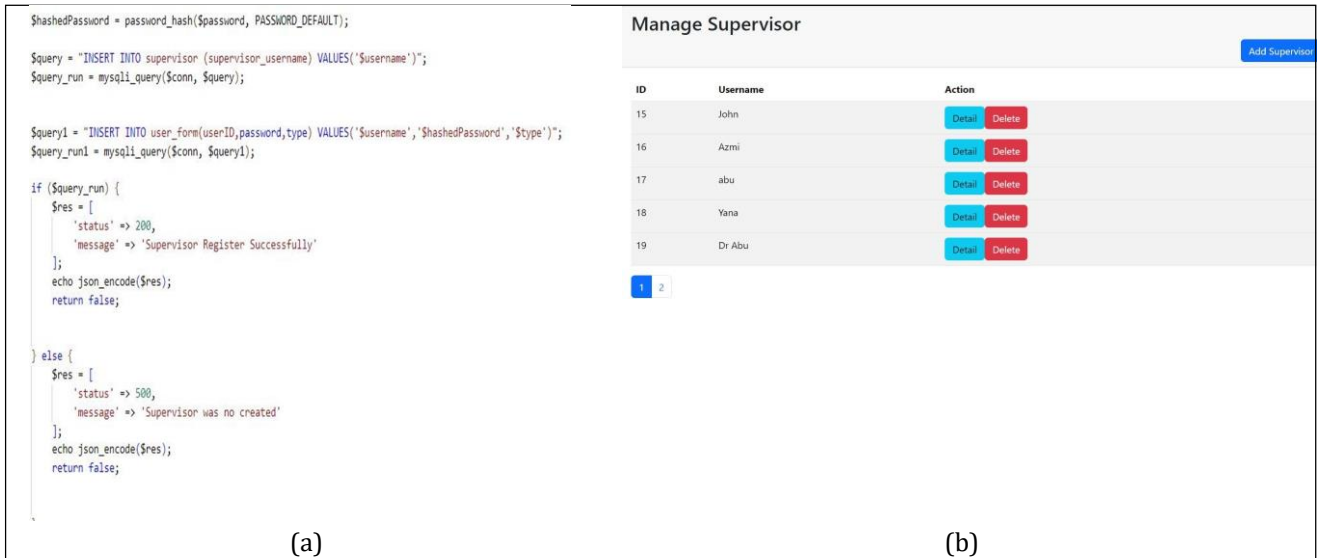 $hashedPassword = password_hash($password, PASSWORD_DEFAULT);
$query = "INSERT INTO supervisor (supervisor_username) VALUES('$username')";
$query_run = mysqli_query($conn, $query);
$query1 = "INSERT INTO user_form(userID,password,type) VALUES('$username','$hashedPassword','$type')";
$query_run1 = mysqli_query($conn, $query1);
if ($query_run) {
$res = [
'status' => 200,
'message' => 'Supervisor Register Successfully'
];
echo json_encode($res);
return false;
} else {
$res = [
'status' => 500,
'message' => 'Supervisor was no created'
];
echo json_encode($res);
return false;
(a)
Manage Supervisor
Add Supervisor
ID Username Action
15 John Detail Delete
16 Azmi Detail Delete
17 abu Detail Delete
18 Yana Detail Delete
19 Dr Abu Detail Delete
1 2
(b)